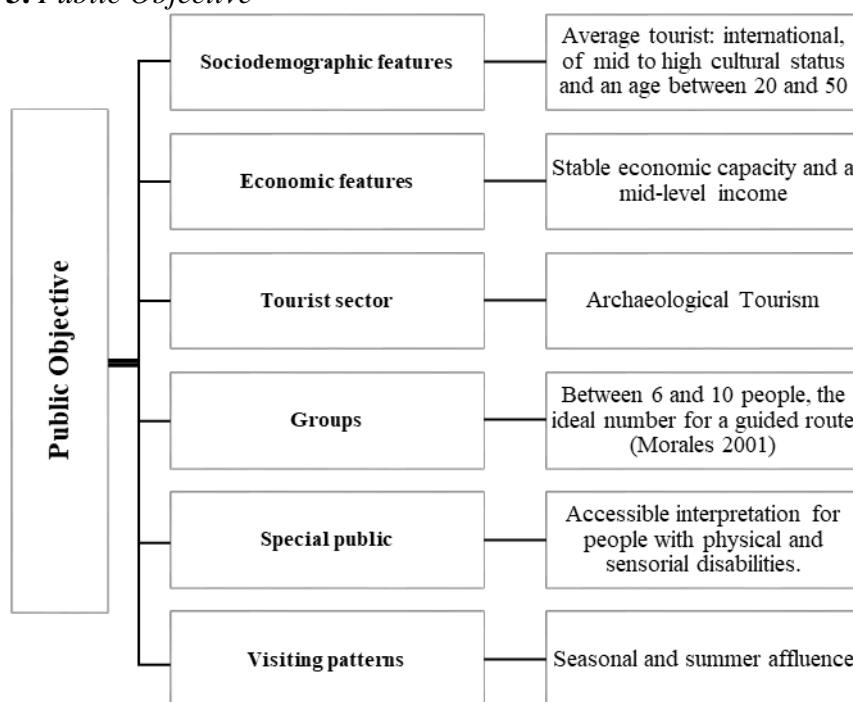 3. Public Objective
Public Objective
Sociodemographic features
Average tourist: international,
of mid to high cultural status
and an age between 20 and 50
Economic features
Stable economic capacity and a
mid-level income
Tourist sector
Archaeological Tourism
Groups
Between 6 and 10 people, the
ideal number for a guided route
(Morales 2001)
Special public
Accessible interpretation for
people with physical and
sensorial disabilities.
Visiting patterns
Seasonal and summer affluence